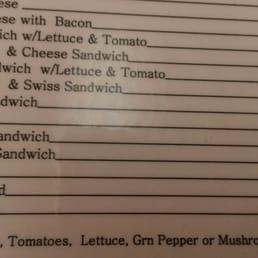 ese
ese with Bacon
ich w/Lettuce & Tomato
& Cheese Sandwich
dwich w/Lettuce & Tomato
& Swiss Sandwich
dwich
andwich
Sandwich
d
, Tomatoes, Lettuce, Grn Pepper or Mushro